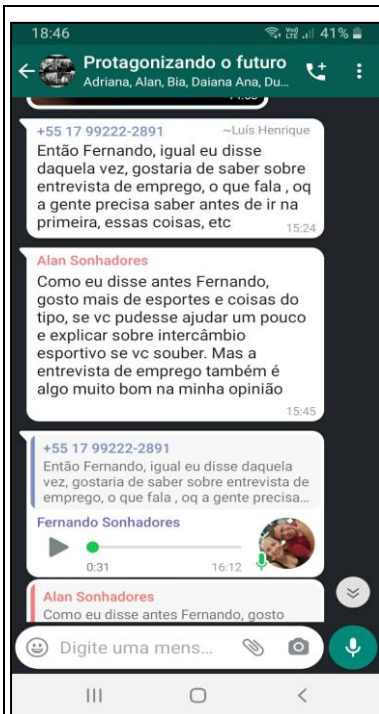 18:46
41%
Protagonizando o futuro
Adriana, Alan, Bia, Daiana Ana, Du...
+55 17 99222-2891 ~Luís Henrique
Então Fernando, igual eu disse
daquela vez, gostaria de saber sobre
entrevista de emprego, o que fala , oq
a gente precisa saber antes de ir na
primeira, essas coisas, etc
15:24
Alan Sonhadores
Como eu disse antes Fernando,
gosto mais de esportes e coisas do
tipo, se vc pudesse ajudar um pouco
e explicar sobre intercâmbio
esportivo se vc souber. Mas a
entrevista de emprego também é
algo muito bom na minha opinião
15:45
+55 17 99222-2891
Então Fernando, igual eu disse daquela
vez, gostaria de saber sobre entrevista de
emprego, o que fala , oq a gente precisa...
Fernando Sonhadores
0:31 16:12
Alan Sonhadores
Como eu disse antes Fernando, gosto
Digite uma mens...